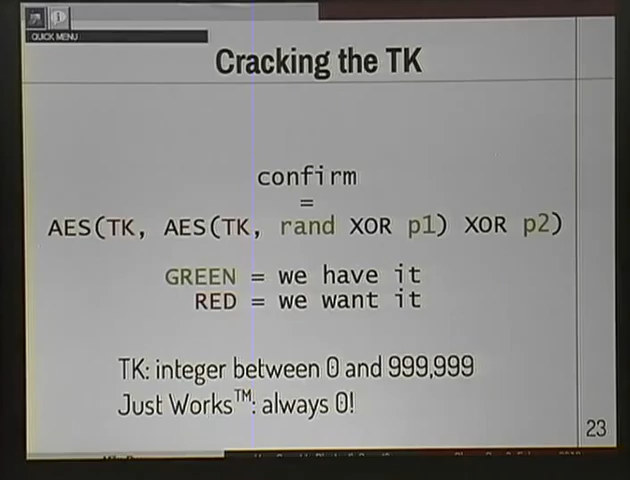 QUICK MENU
Cracking the TK
confirm
=
AES(TK, AES(TK, rand XOR p1) XOR p2)
GREEN = we have it
RED = we want it
TK: integer between 0 and 999,999
Just Works™: always 0!
23